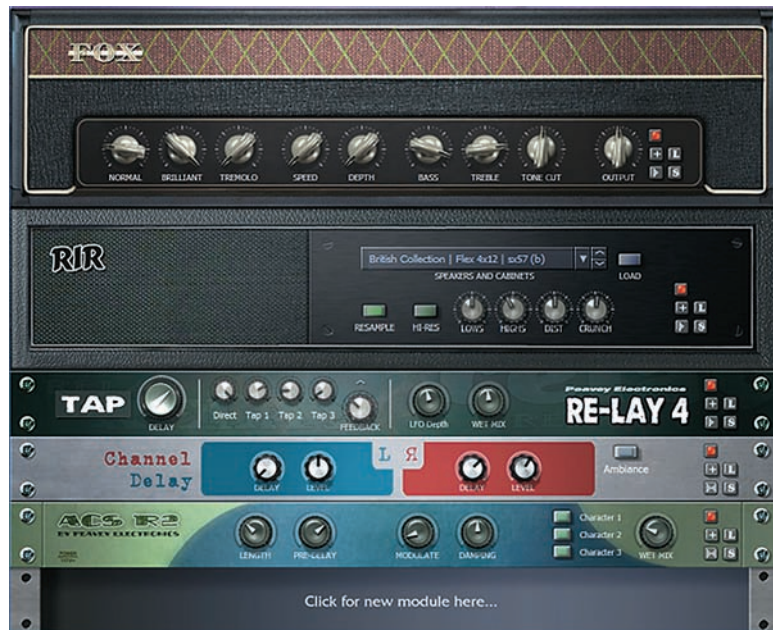 FOX
NORMAL BRILLIANT TREMOLO SPEED DEPTH BASS TREBLE TONE CUT OUTPUT
+ L
S
RIR
British Collection | Flex 4x12 | sx57 (b)
SPEAKERS AND CABINETS
LOAD
RESAMPLE HI-RES LOWS HIGHS DIST CRUNCH
+ L
S
TAP
DELAY
Direct Tap 1 Tap 2 Tap 3
FEEDBACK
LFO Depth WET MIX
Peavey Electronics
RE-LAY 4
+ L
S
Channel
Delay
DELAY LEVEL
L R
DELAY LEVEL
Ambiance
+ L
S
ACS R2
BY PEAVEY ELECTRONICS
LENGTH PRE-DELAY MODULATE DAMPING
Character 1
Character 2
Character 3
WET MIX
+ L
S
Click for new module here...